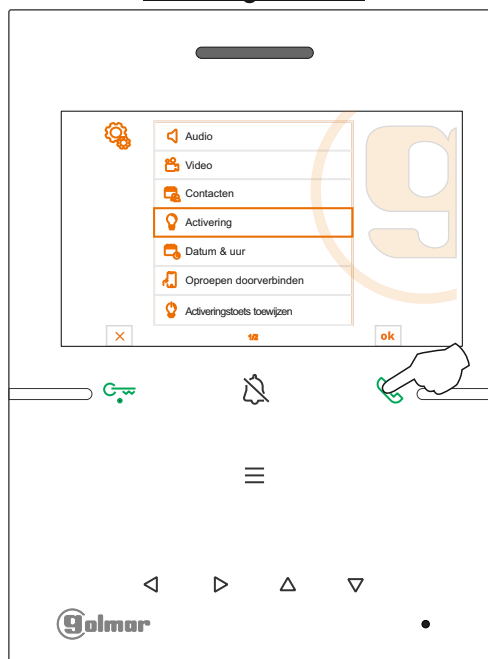 Audio
Video
Contacten
Activering
Datum & uur
Oproepen doorverbinden
Activeringstoets toewijzen
1/2
ok
golmar